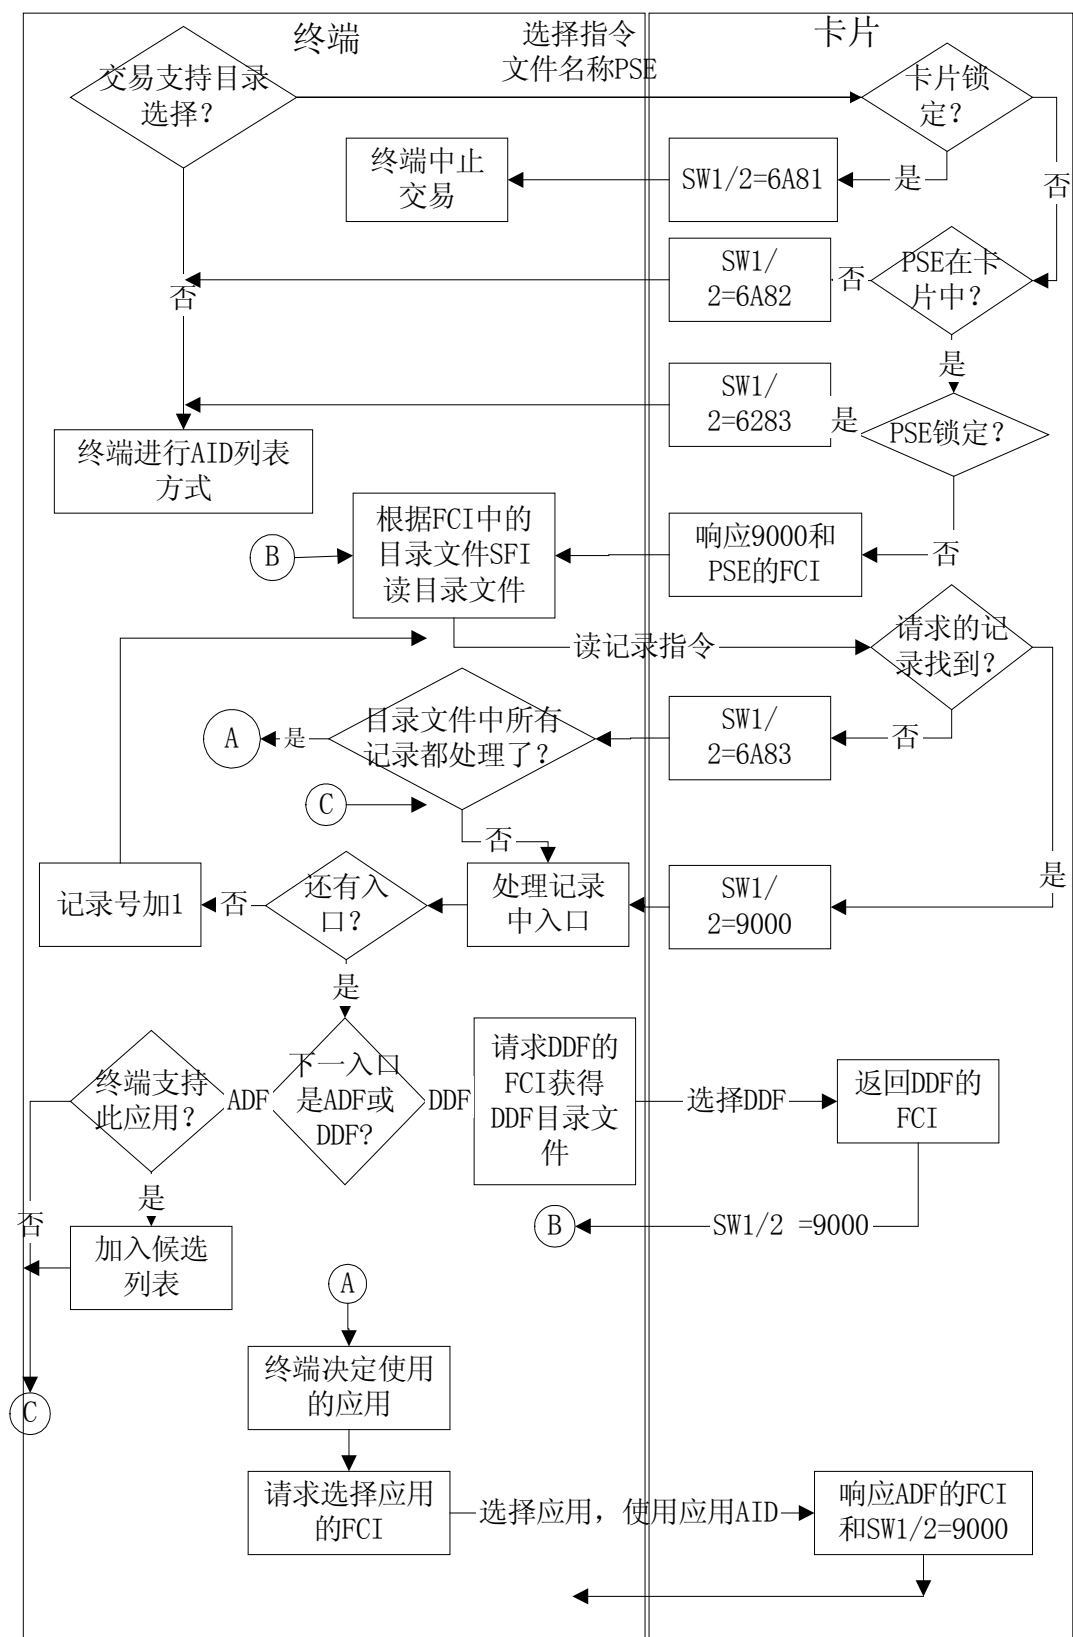 终端
选择指令
文件名称PSE
卡片
交易支持目录
选择?
卡片锁
定?
终端中止
交易
SW1/2=6A81
是
否
SW1/
2=6A82
否
PSE在卡
片中?
否
是
SW1/
2=6283
是
PSE锁定?
终端进行AID列表
方式
根据FCI中的
目录文件SFI
读目录文件
B
响应9000和
PSE的FCI
否
读记录指令
请求的记
录找到?
A
是
目录文件中所有
记录都处理了?
SW1/
2=6A83
否
C
否
是
记录号加1
否
还有入
口?
处理记录
中入口
SW1/
2=9000
是
终端支持
此应用?
ADF
下一入口
是ADF或
DDF?
DDF
请求DDF的
FCI获得
DDF目录文
件
选择DDF
返回DDF的
FCI
是
否
B
SW1/2 =9000
加入候选
列表
A
终端决定使用
的应用
C
请求选择应用
的FCI
选择应用，使用应用AID
响应ADF的FCI
和SW1/2=9000